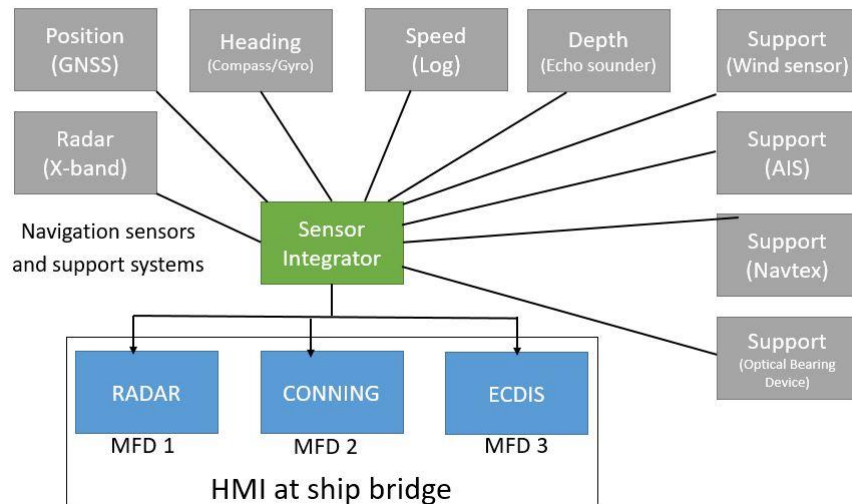 Position
(GNSS)
Heading
(Compass/Gyro)
Speed
(Log)
Depth
(Echo sounder)
Support
(Wind sensor)
Radar
(X-band)
Support
(AIS)
Navigation sensors
and support systems
Sensor
Integrator
Support
(Navtex)
Support
(Optical Bearing
Device)
RADAR
CONNING
ECDIS
MFD 1
MFD 2
MFD 3
HMI at ship bridge